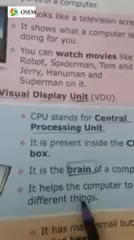 OSEM
of a computer.
looks like a television scre
It shows what a computer is
doing for you.
You can watch movies like
Robot, Spiderman, Tom and
Jerry, Hanuman and
Superman on it.
Visual Display Unit (VDU).
CPU stands for Central
Processing Unit.
It is present inside the C
box.
It is the brain of a comp
It helps the computer to
different things.
It has many small but